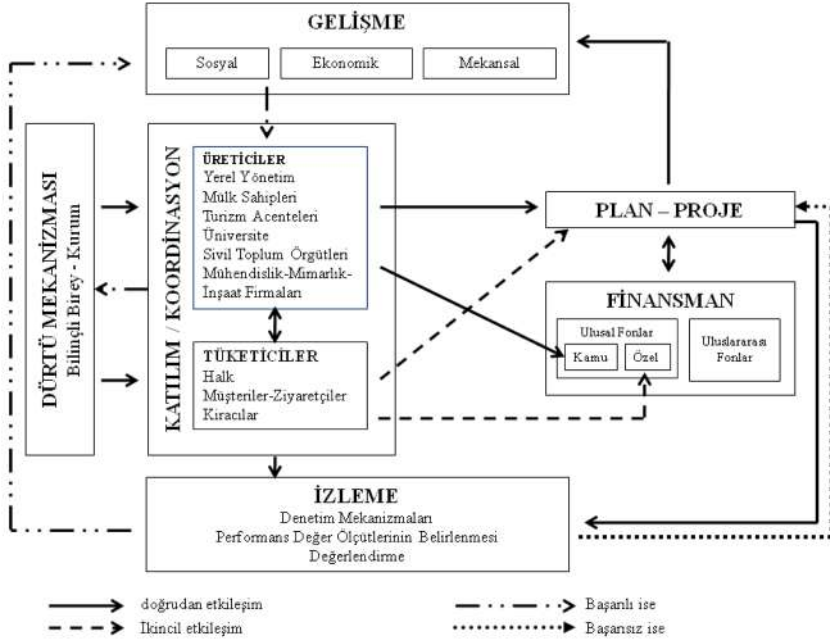 GELİŞME
Sosyal
Ekonomik
Mekansal
DÜRTÜ MEKANİZMASI
Bilinçli Birey - Kurum
KATILIM / KOORDİNASYON
ÜRETİCİLER
Yerel Yönetim
Mülk Sahipleri
Turizm Acenteleri
Üniversite
Sivil Toplum Örgütleri
Mühendislik-Mimarlık-
İnşaat Firmaları
TÜKETİCİLER
Halk
Müşteriler-Ziyaretçiler
Kiracılar
PLAN – PROJE
FİNANSMAN
Ulusal Fonlar
Kamu
Özel
Uluslararası
Fonlar
İZLEME
Denetim Mekanizmaları
Performans Değer Ölçütlerinin Belirlenmesi
Değerlendirme
doğrudan etkileşim
İkincil etkileşim
Başarılı ise
Başarısız ise